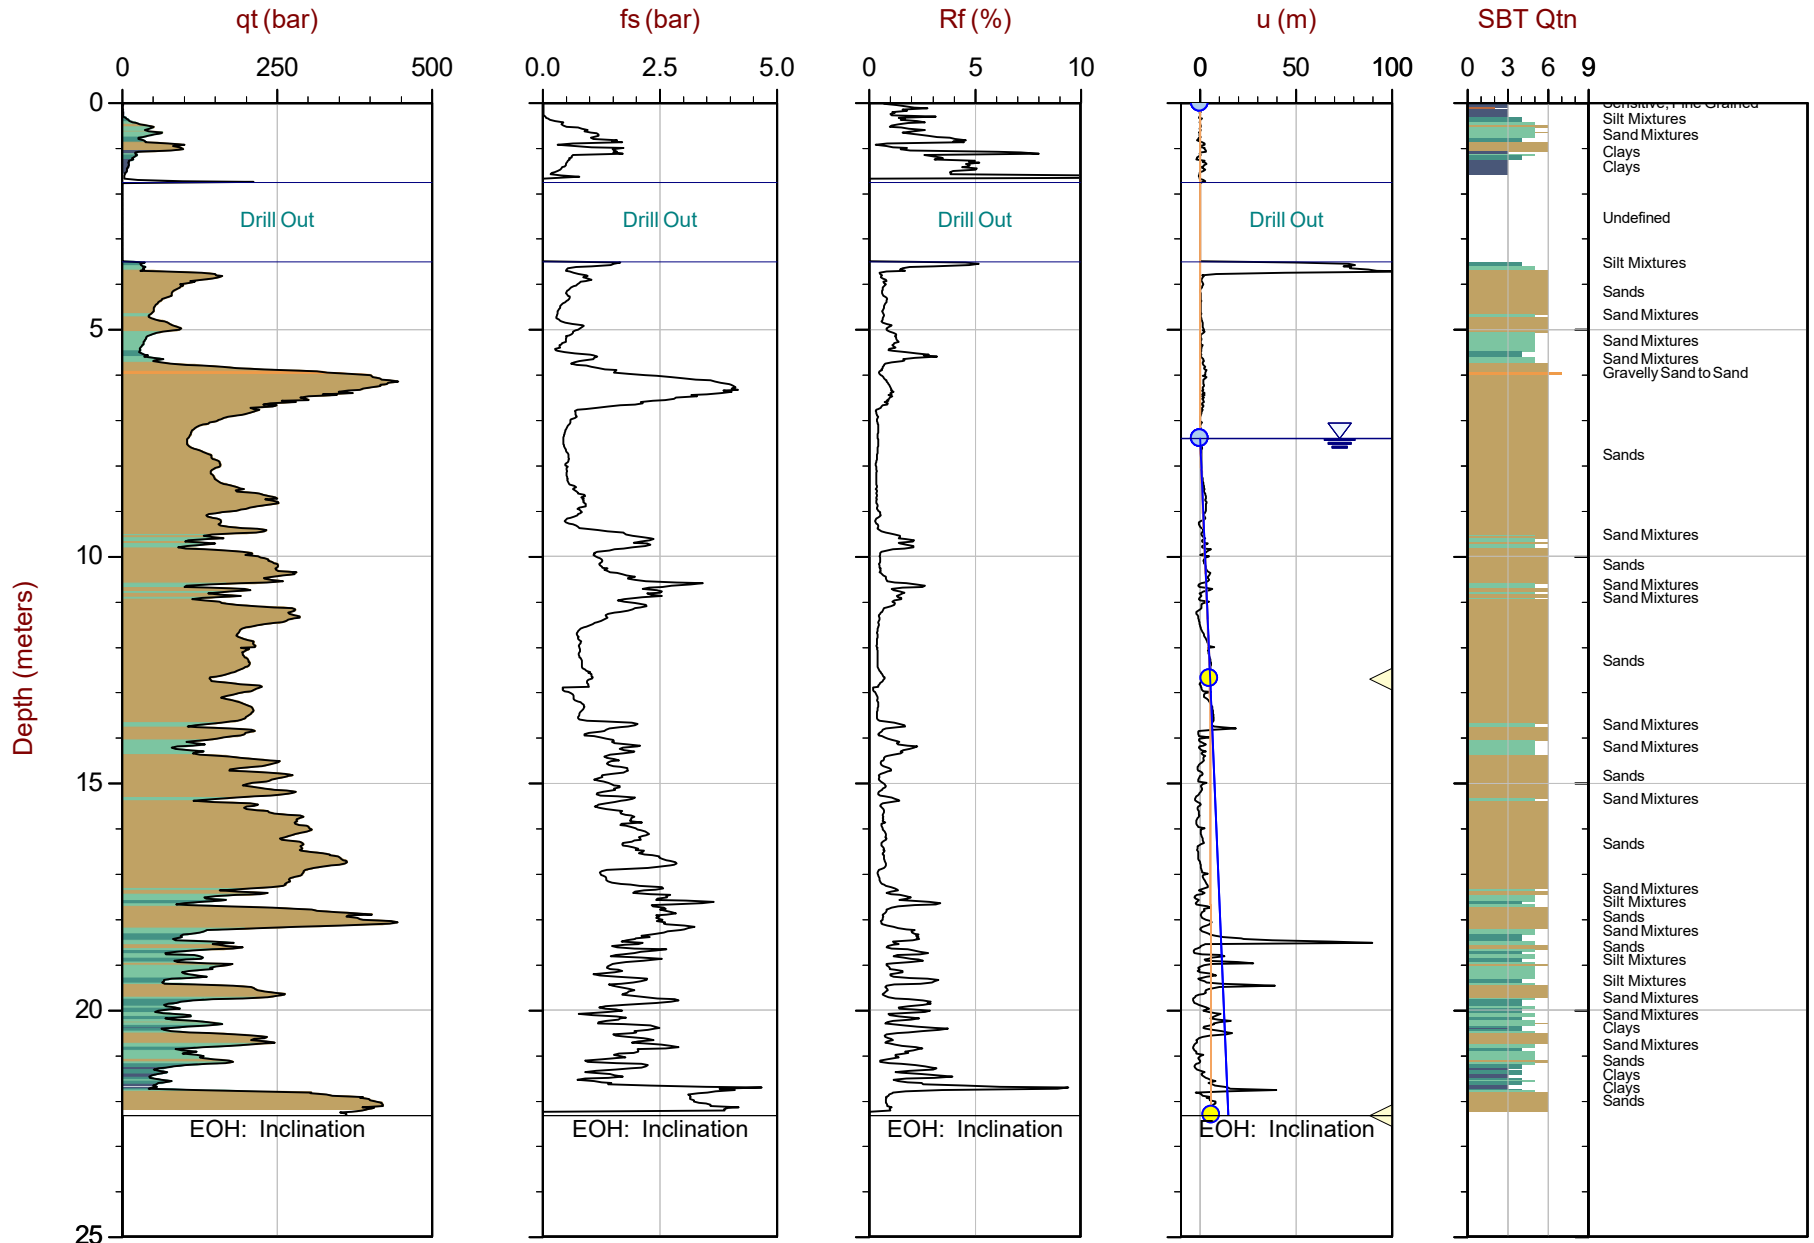 qt (bar) fs (bar) Rf (%) u (m) SBT Qtn
0 250 500 0.0 2.5 5.0 0 5 10 0 50 100 0 3 6 9
0
Sensitive, Fine Grained
Silt Mixtures
Sand Mixtures
Clays
Clays
Drill Out Drill Out Drill Out Drill Out Undefined
Silt Mixtures
Sands
Sand Mixtures
5
Sand Mixtures
Sand Mixtures
Gravelly Sand to Sand
Sands
Sand Mixtures
10
Sands
Sand Mixtures
Sand Mixtures
Depth (meters)
Sands
Sand Mixtures
Sand Mixtures
Sands
15
Sand Mixtures
Sands
Sand Mixtures
Silt Mixtures
Sands
Sand Mixtures
Sands
Silt Mixtures
Silt Mixtures
Sand Mixtures
20
Sand Mixtures
Clays
Sand Mixtures
Sands
Clays
Clays
Sands
EOH: Inclination EOH: Inclination EOH: Inclination EOH: Inclination
25